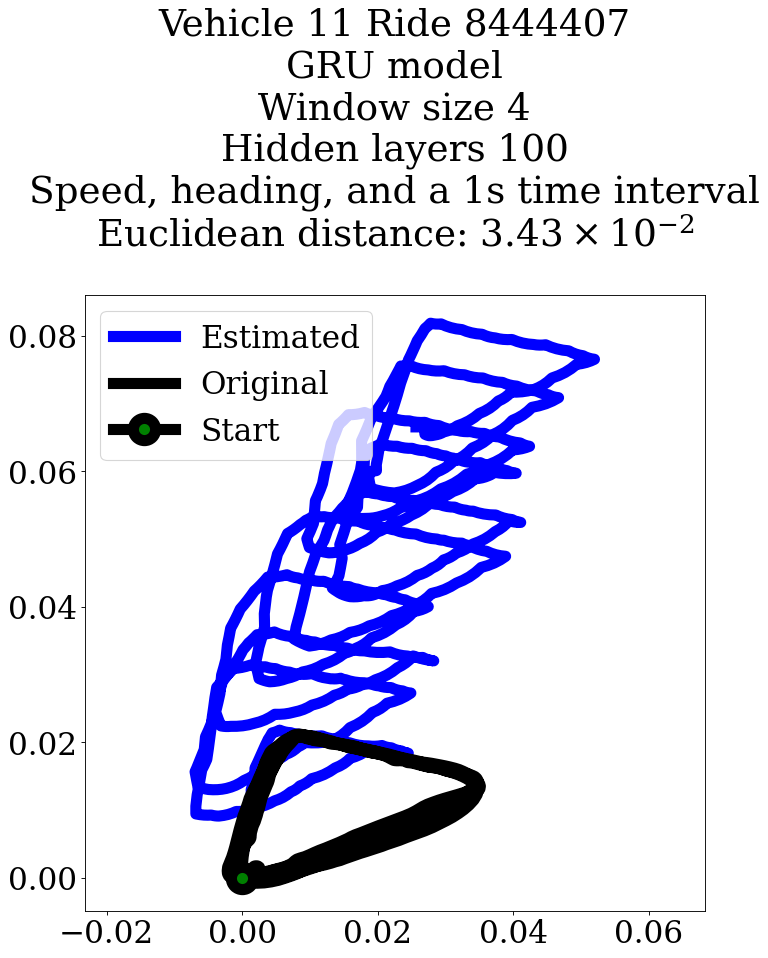 Vehicle 11 Ride 8444407
GRU model
Window size 4
Hidden layers 100
Speed, heading, and a 1s time interval
Euclidean distance: 3.43 × 10⁻²
Estimated
Original
Start
0.08
0.06
0.04
0.02
0.00
−0.02 0.00 0.02 0.04 0.06